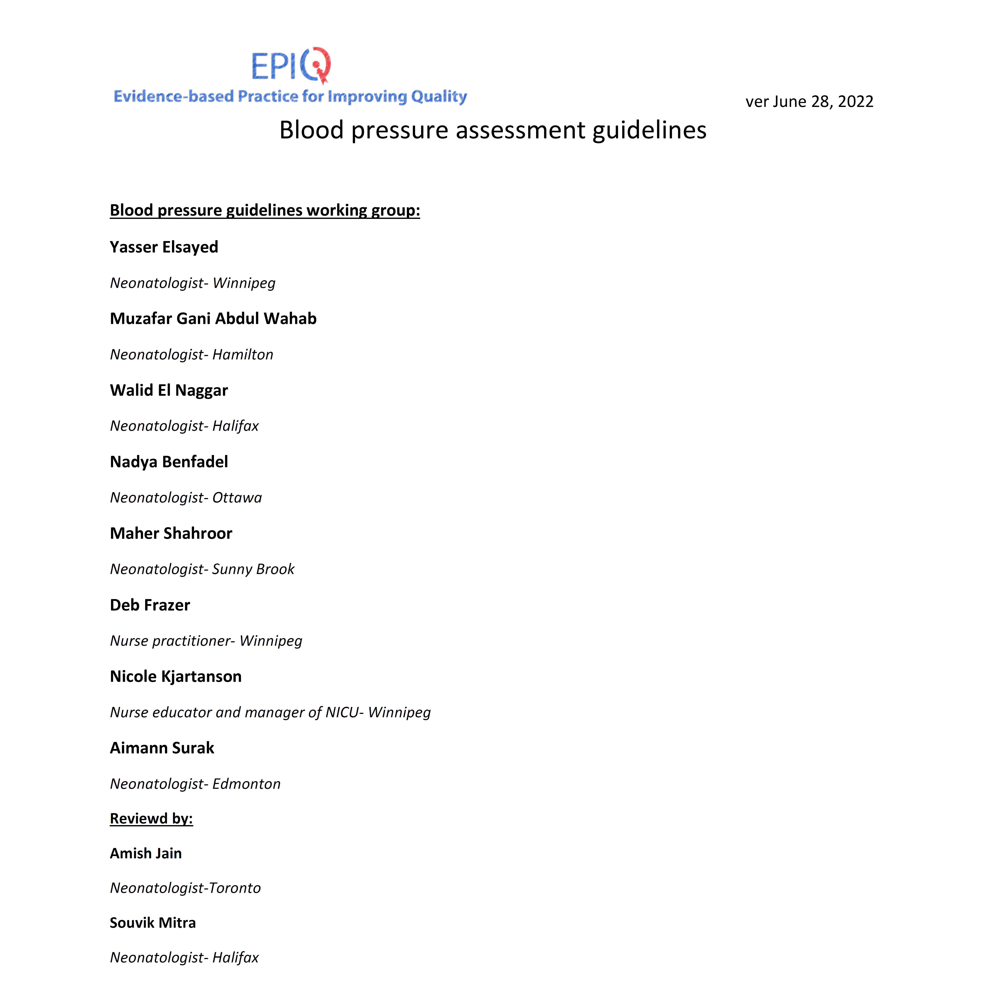 EPIQ
Evidence-based Practice for Improving Quality
ver June 28, 2022
Blood pressure assessment guidelines
Blood pressure guidelines working group:
Yasser Elsayed
Neonatologist- Winnipeg
Muzafar Gani Abdul Wahab
Neonatologist- Hamilton
Walid El Naggar
Neonatologist- Halifax
Nadya Benfadel
Neonatologist- Ottawa
Maher Shahroor
Neonatologist- Sunny Brook
Deb Frazer
Nurse practitioner- Winnipeg
Nicole Kjartanson
Nurse educator and manager of NICU- Winnipeg
Aimann Surak
Neonatologist- Edmonton
Reviewd by:
Amish Jain
Neonatologist-Toronto
Souvik Mitra
Neonatologist- Halifax